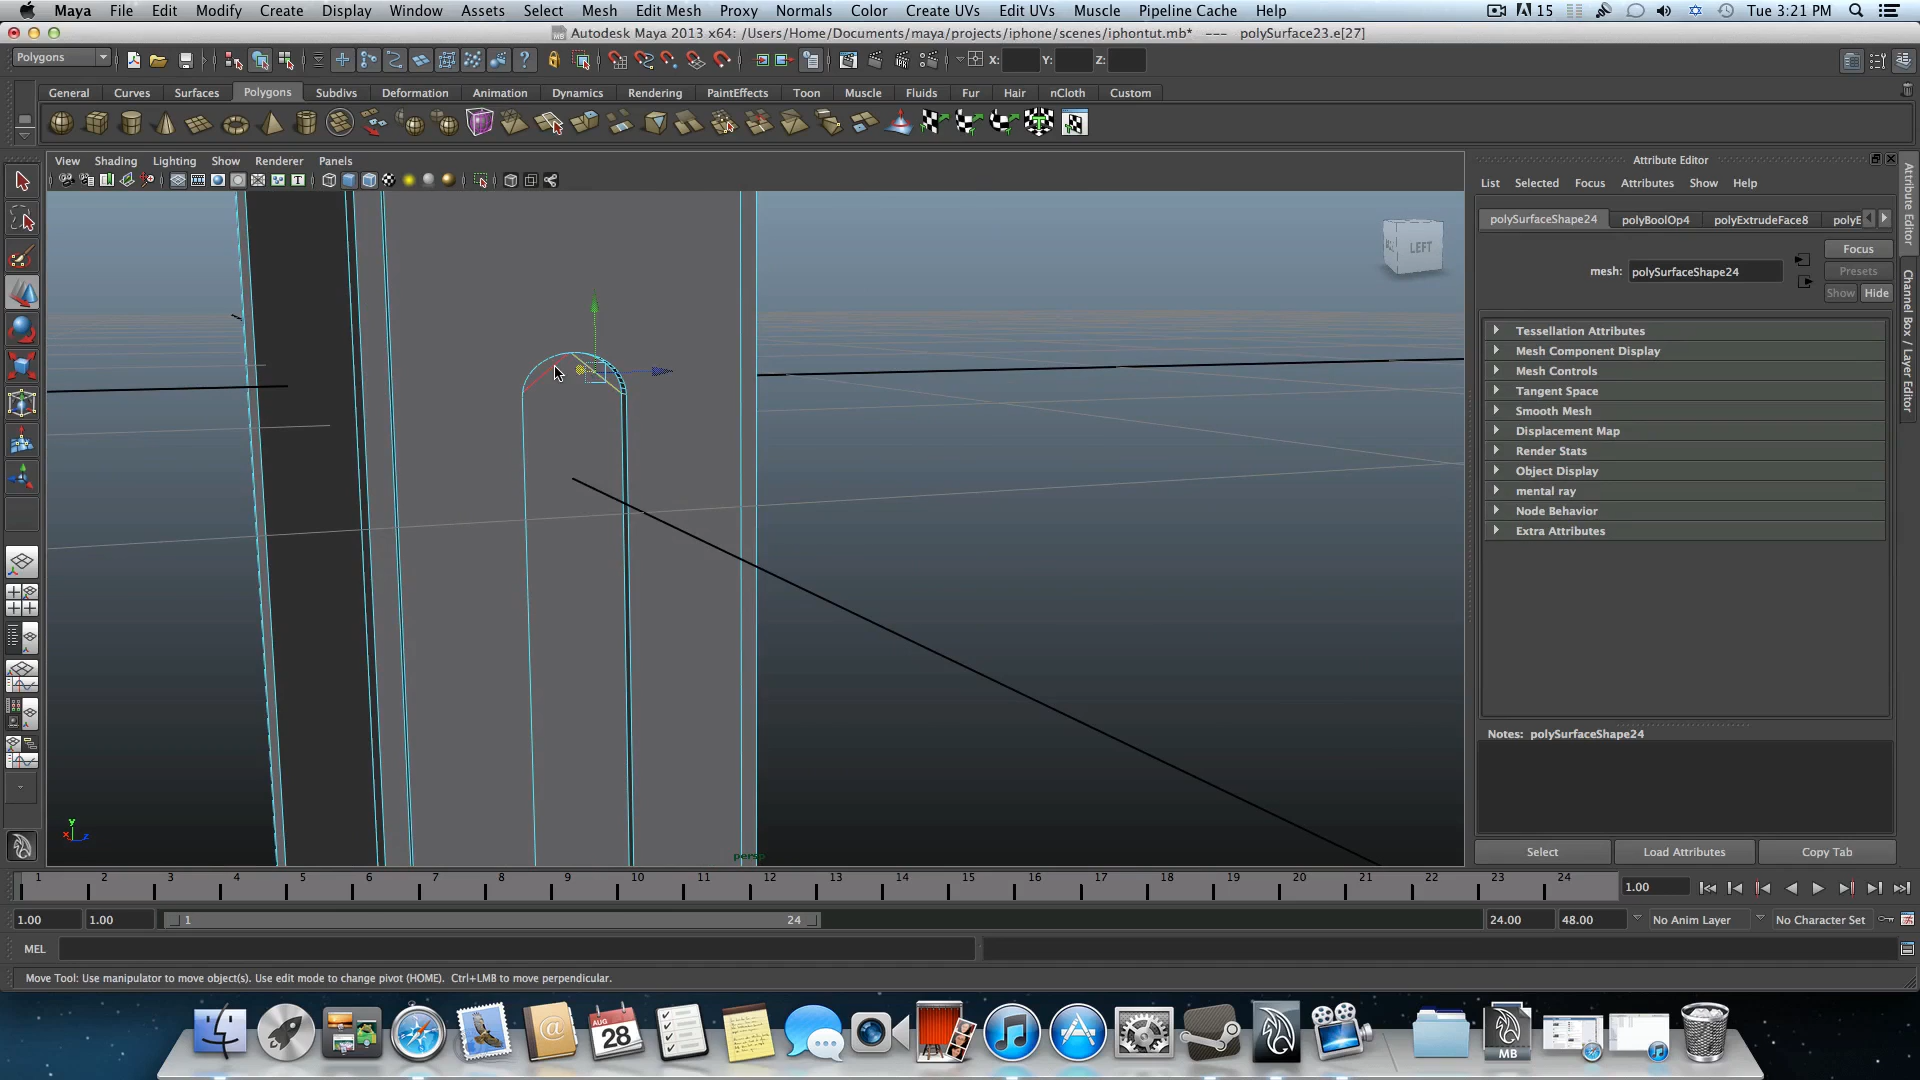 Maya File Edit Modify Create Display Window Assets Select Mesh Edit Mesh Proxy Normals Color Create UVs Edit UVs Muscle Pipeline Cache Help 15 Tue 3:21 PM
Autodesk Maya 2013 x64: /Users/Home/Documents/maya/projects/iphone/scenes/iphontut.mb* --- polySurface23.e[27]
Polygons X: Y: Z:
General Curves Surfaces Polygons Subdivs Deformation Animation Dynamics Rendering PaintEffects Toon Muscle Fluids Fur Hair nCloth Custom
View Shading Lighting Show Renderer Panels
Attribute Editor
List Selected Focus Attributes Show Help
polySurfaceShape24 polyBoolOp4 polyExtrudeFace8 polyE
Focus
mesh: polySurfaceShape24
Presets
Show Hide
LEFT
Tessellation Attributes
Mesh Component Display
Mesh Controls
Tangent Space
Smooth Mesh
Displacement Map
Render Stats
Object Display
mental ray
Node Behavior
Extra Attributes
Notes: polySurfaceShape24
Select Load Attributes Copy Tab
Attribute Editor
Channel Box / Layer Editor
y
x z
persp
1 2 3 4 5 6 7 8 9 10 11 12 13 14 15 16 17 18 19 20 21 22 23 24 1.00
1.00 1.00 1 24 24.00 48.00 No Anim Layer No Character Set
MEL
Move Tool: Use manipulator to move object(s). Use edit mode to change pivot (HOME). Ctrl+LMB to move perpendicular.
AUG
28
MB